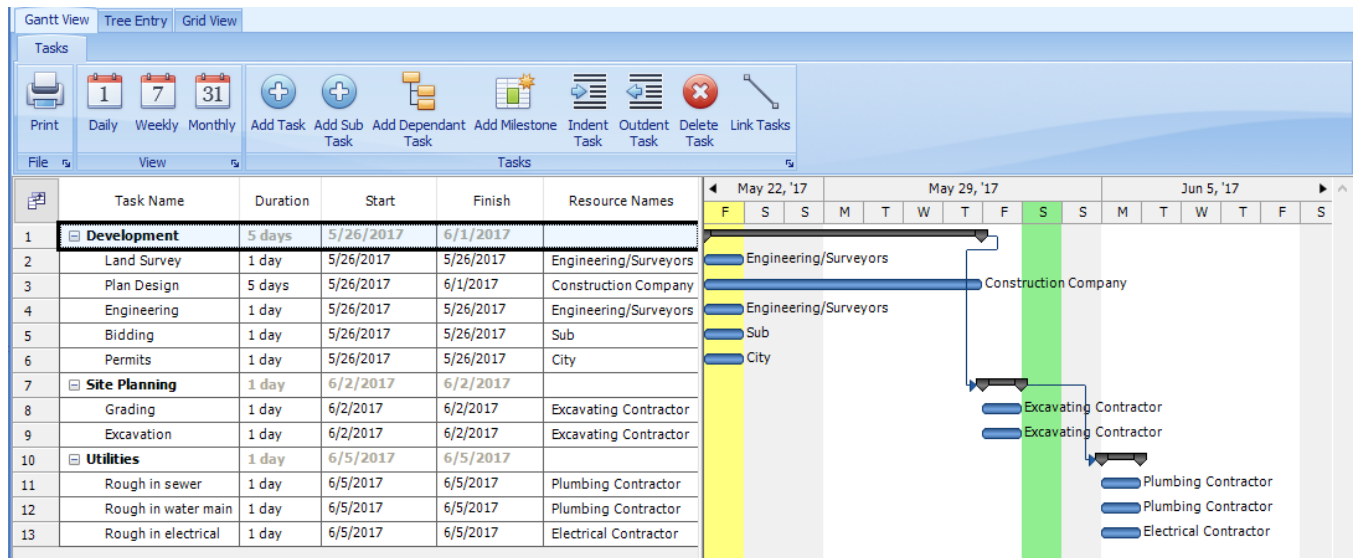 Gantt View Tree Entry Grid View
Tasks
1 7 31
Print Daily Weekly Monthly Add Task Add Sub Task Add Dependant Task Add Milestone Indent Task Outdent Task Delete Task Link Tasks
File View Tasks
Task Name Duration Start Finish Resource Names May 22, '17 May 29, '17 Jun 5, '17
F S S M T W T F S S M T W T F S
1 Development 5 days 5/26/2017 6/1/2017
2 Land Survey 1 day 5/26/2017 5/26/2017 Engineering/Surveyors Engineering/Surveyors
3 Plan Design 5 days 5/26/2017 6/1/2017 Construction Company Construction Company
4 Engineering 1 day 5/26/2017 5/26/2017 Engineering/Surveyors Engineering/Surveyors
5 Bidding 1 day 5/26/2017 5/26/2017 Sub Sub
6 Permits 1 day 5/26/2017 5/26/2017 City City
7 Site Planning 1 day 6/2/2017 6/2/2017
8 Grading 1 day 6/2/2017 6/2/2017 Excavating Contractor Excavating Contractor
9 Excavation 1 day 6/2/2017 6/2/2017 Excavating Contractor Excavating Contractor
10 Utilities 1 day 6/5/2017 6/5/2017
11 Rough in sewer 1 day 6/5/2017 6/5/2017 Plumbing Contractor Plumbing Contractor
12 Rough in water main 1 day 6/5/2017 6/5/2017 Plumbing Contractor Plumbing Contractor
13 Rough in electrical 1 day 6/5/2017 6/5/2017 Electrical Contractor Electrical Contractor